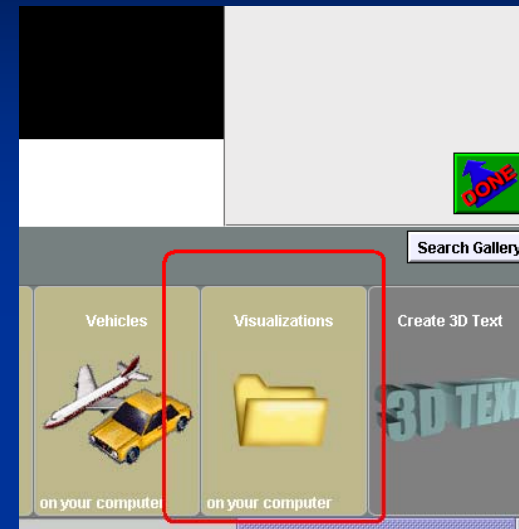 DONE
Search Gallery
Vehicles
Visualizations
Create 3D Text
3D TEXT
on your computer
on your computer